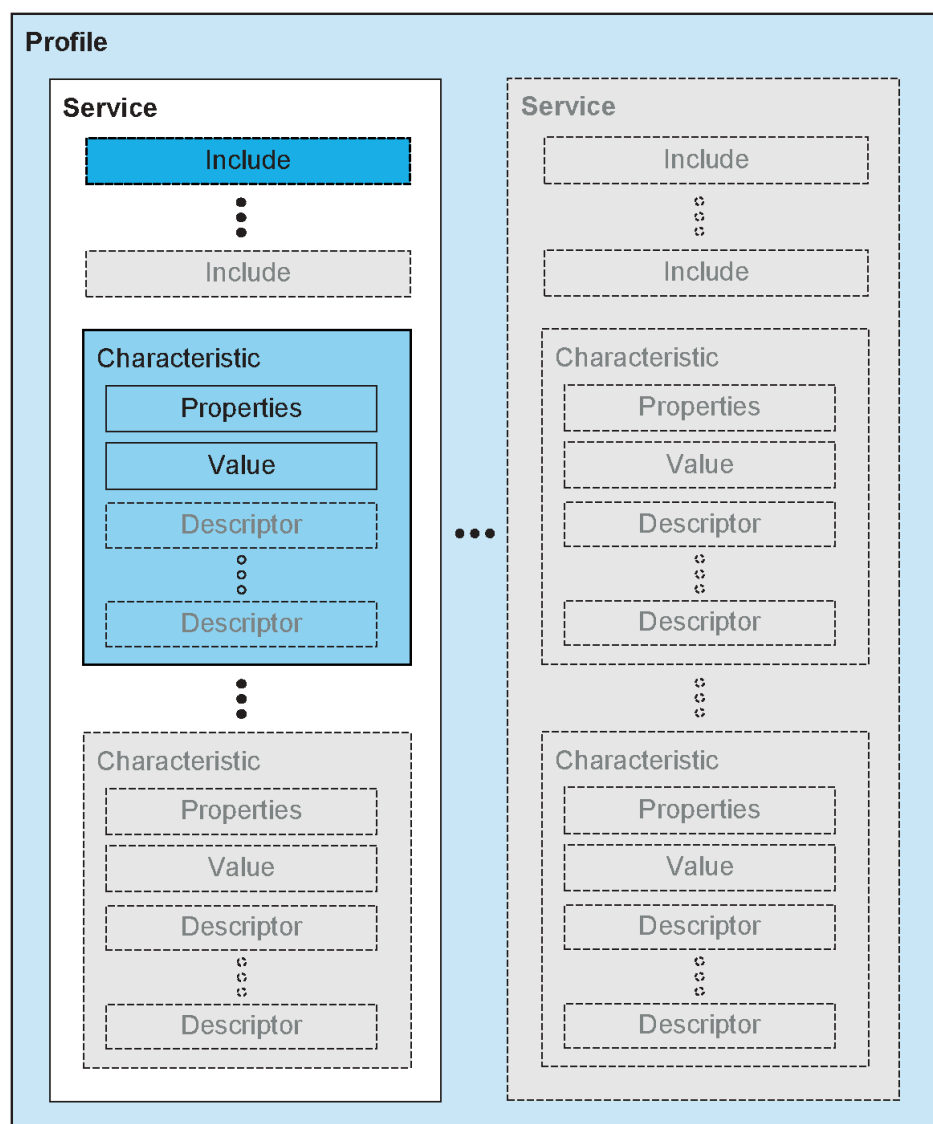 Profile
Service
Include
Include
Characteristic
Properties
Value
Descriptor
Descriptor
Characteristic
Properties
Value
Descriptor
Descriptor
Service
Include
Include
Characteristic
Properties
Value
Descriptor
Descriptor
Characteristic
Properties
Value
Descriptor
Descriptor